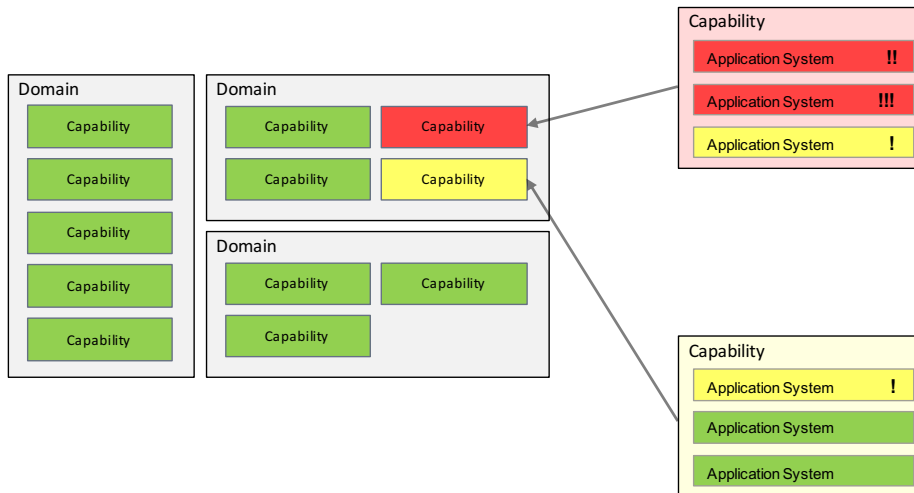 Domain
Capability
Capability
Capability
Capability
Capability
Domain
Capability Capability
Capability Capability
Domain
Capability Capability
Capability
Capability
Application System !!
Application System !!!
Application System !
Capability
Application System !
Application System
Application System